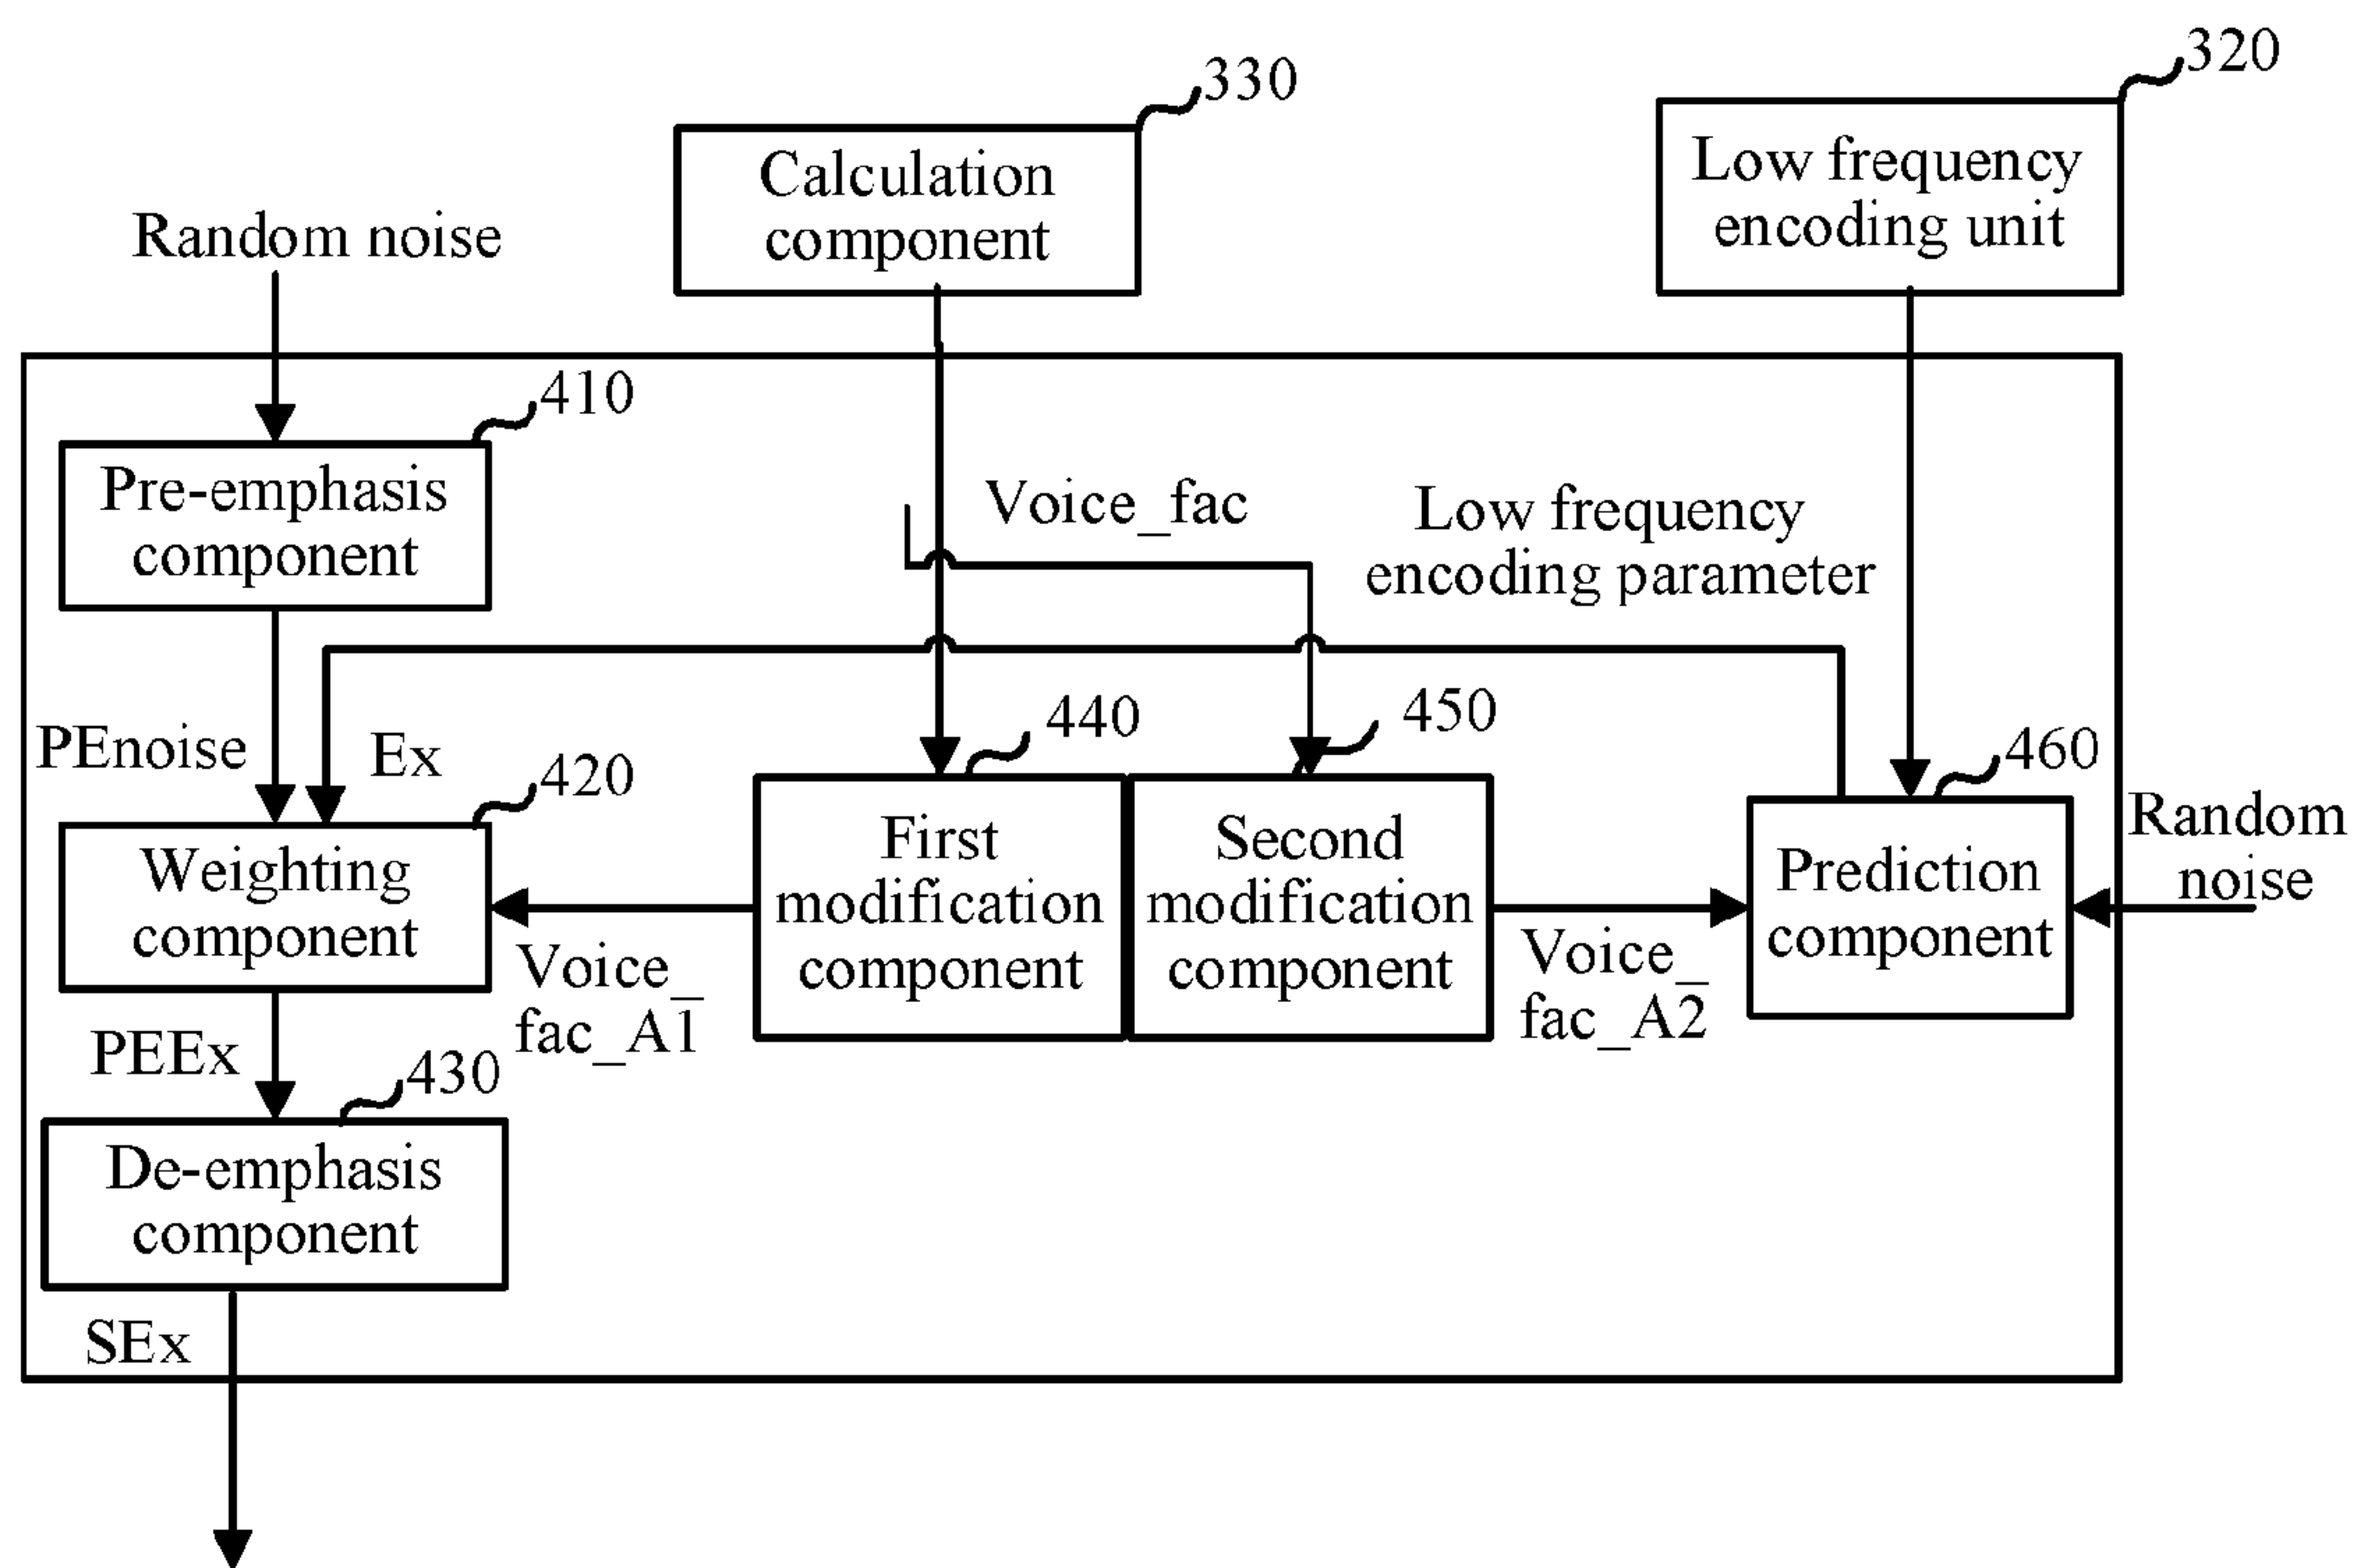 320
330
Low frequency
encoding unit
Calculation
component
Random noise
410
Pre-emphasis
component
Voice_fac
Low frequency
encoding parameter
440
450
460
PEnoise
Ex
420
Random
noise
Weighting
component
First
modification
component
Second
modification
component
Prediction
component
Voice_
fac_A1
Voice_
fac_A2
PEEx
430
De-emphasis
component
SEx